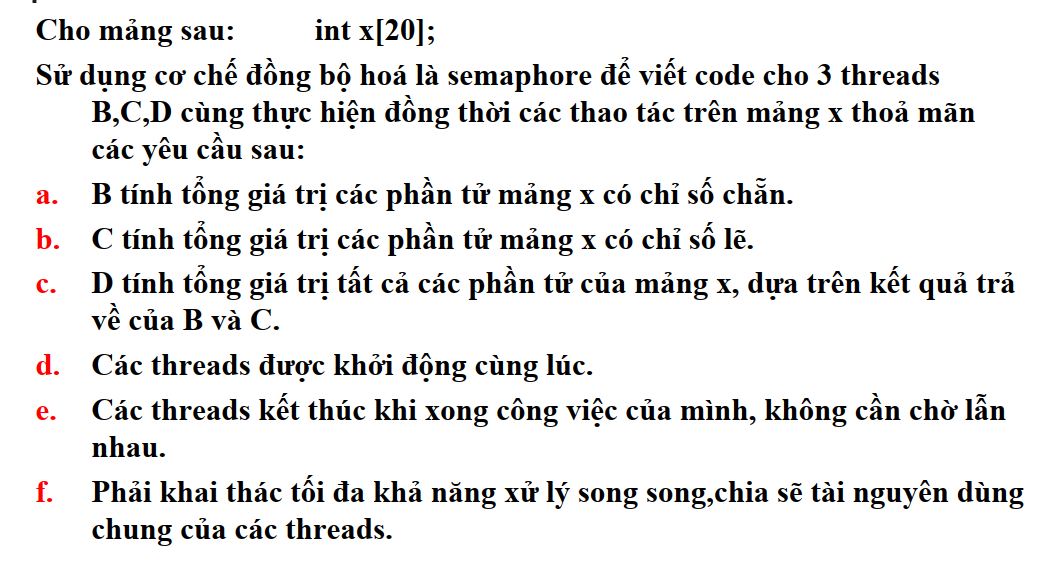 Cho mảng sau: int x[20];
Sử dụng cơ chế đồng bộ hoá là semaphore để viết code cho 3 threads
B,C,D cùng thực hiện đồng thời các thao tác trên mảng x thoả mãn
các yêu cầu sau:
a. B tính tổng giá trị các phần tử mảng x có chỉ số chẵn.
b. C tính tổng giá trị các phần tử mảng x có chỉ số lẽ.
c. D tính tổng giá trị tất cả các phần tử của mảng x, dựa trên kết quả trả
về của B và C.
d. Các threads được khởi động cùng lúc.
e. Các threads kết thúc khi xong công việc của mình, không cần chờ lẫn
nhau.
f. Phải khai thác tối đa khả năng xử lý song song,chia sẽ tài nguyên dùng
chung của các threads.